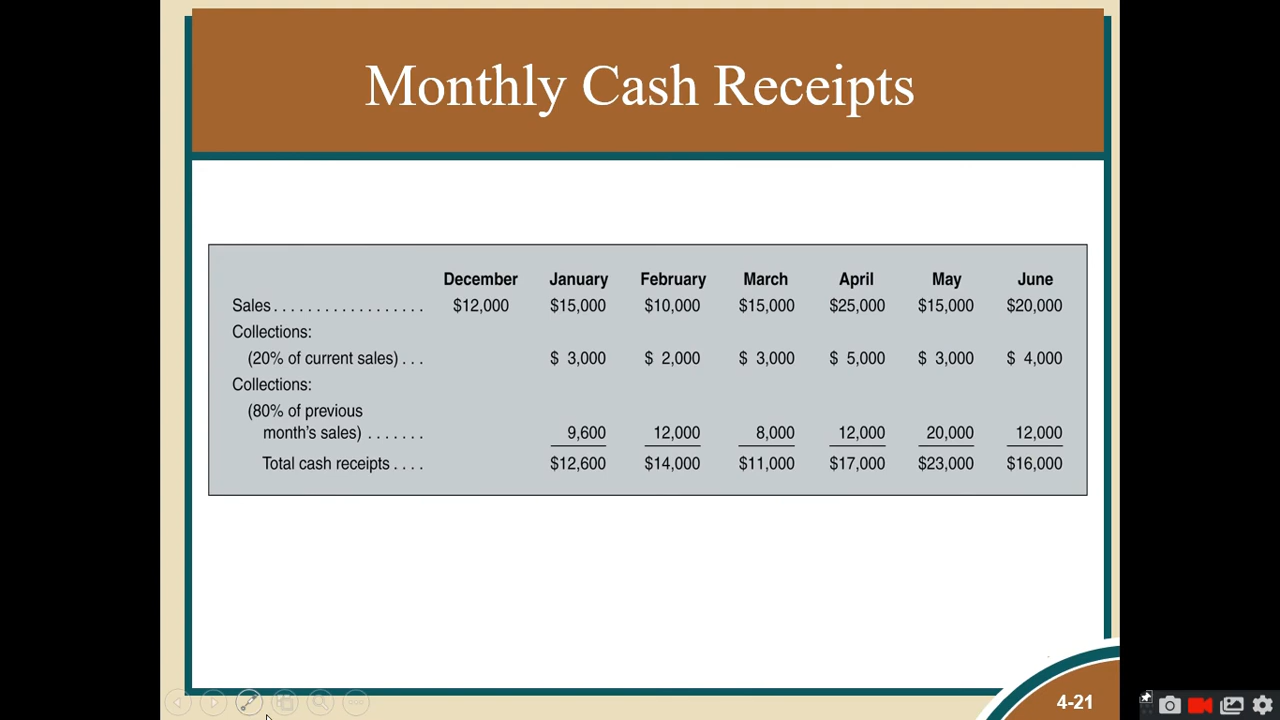 Monthly Cash Receipts
December January February March April May June
Sales . . . . . . . . . . . . . . . . . . $12,000 $15,000 $10,000 $15,000 $25,000 $15,000 $20,000
Collections:
(20% of current sales) . . . $ 3,000 $ 2,000 $ 3,000 $ 5,000 $ 3,000 $ 4,000
Collections:
(80% of previous
month's sales) . . . . . . . 9,600 12,000 8,000 12,000 20,000 12,000
Total cash receipts . . . . $12,600 $14,000 $11,000 $17,000 $23,000 $16,000
4-21